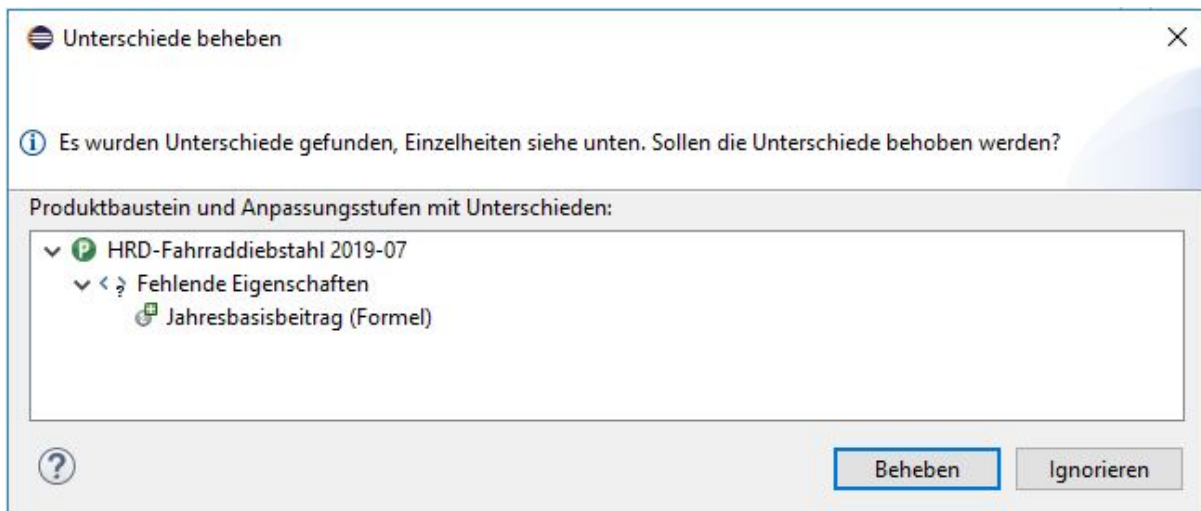 Unterschiede beheben
Es wurden Unterschiede gefunden, Einzelheiten siehe unten. Sollen die Unterschiede behoben werden?
Produktbaustein und Anpassungsstufen mit Unterschieden:
HRD-Fahrraddiebstahl 2019-07
Fehlende Eigenschaften
Jahresbasisbeitrag (Formel)
Beheben Ignorieren